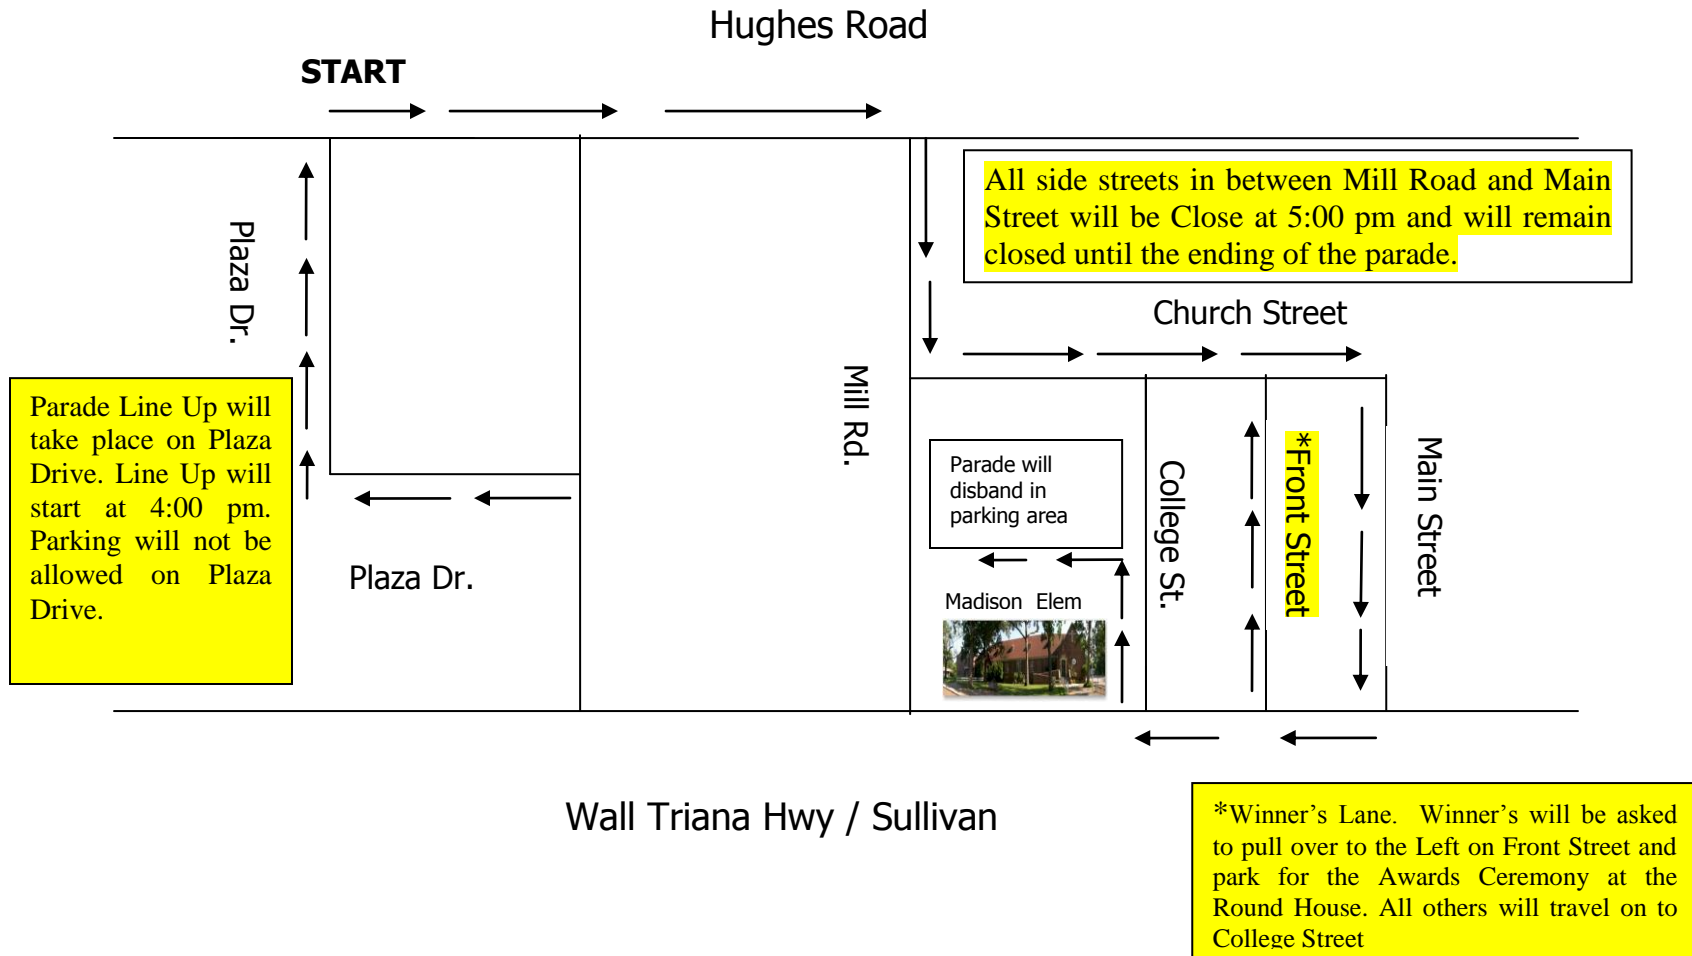 Hughes Road
START
All side streets in between Mill Road and Main
Street will be Close at 5:00 pm and will remain
closed until the ending of the parade.
Church Street
Plaza Dr.
Mill Rd.
Parade Line Up will
take place on Plaza
Drive. Line Up will
start at 4:00 pm.
Parking will not be
allowed on Plaza
Drive.
Parade will
disband in
parking area
College St.
*Front Street
Main Street
Plaza Dr.
Madison Elem
Wall Triana Hwy / Sullivan
*Winner’s Lane. Winner’s will be asked
to pull over to the Left on Front Street and
park for the Awards Ceremony at the
Round House. All others will travel on to
College Street